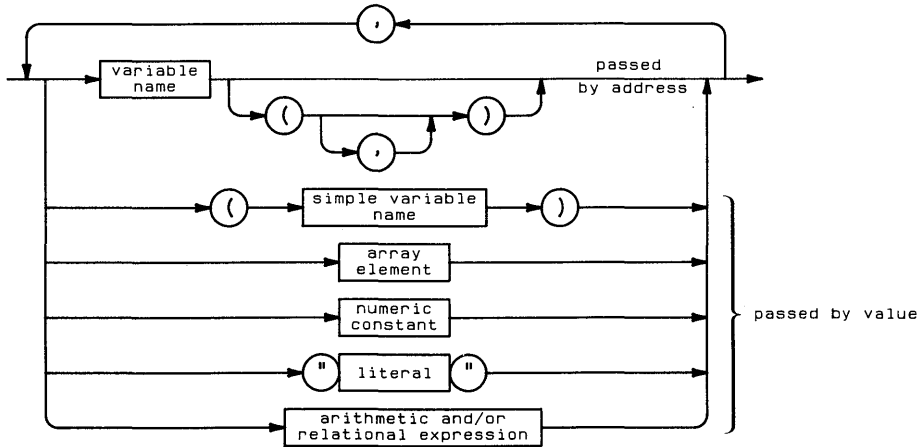 ,
variable
name
passed
by address
(
)
,
(
simple variable
name
)
array
element
numeric
constant
passed by value
"
literal
"
arithmetic and/or
relational expression